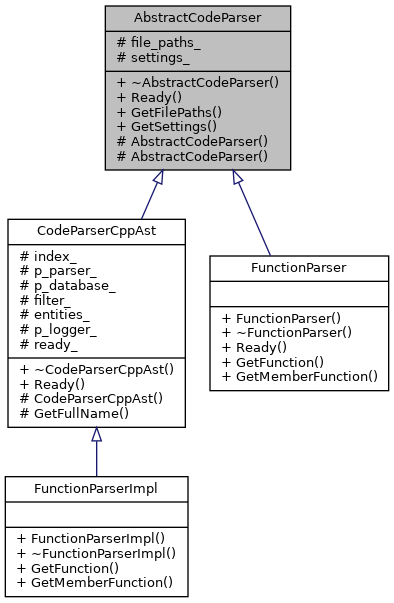 AbstractCodeParser
# file_paths_
# settings_
+ ~AbstractCodeParser()
+ Ready()
+ GetFilePaths()
+ GetSettings()
# AbstractCodeParser()
# AbstractCodeParser()
CodeParserCppAst
# index_
# p_parser_
# p_database_
# filter_
# entities_
# p_logger_
# ready_
+ ~CodeParserCppAst()
+ Ready()
# CodeParserCppAst()
# GetFullName()
FunctionParser
+ FunctionParser()
+ ~FunctionParser()
+ Ready()
+ GetFunction()
+ GetMemberFunction()
FunctionParserImpl
+ FunctionParserImpl()
+ ~FunctionParserImpl()
+ GetFunction()
+ GetMemberFunction()